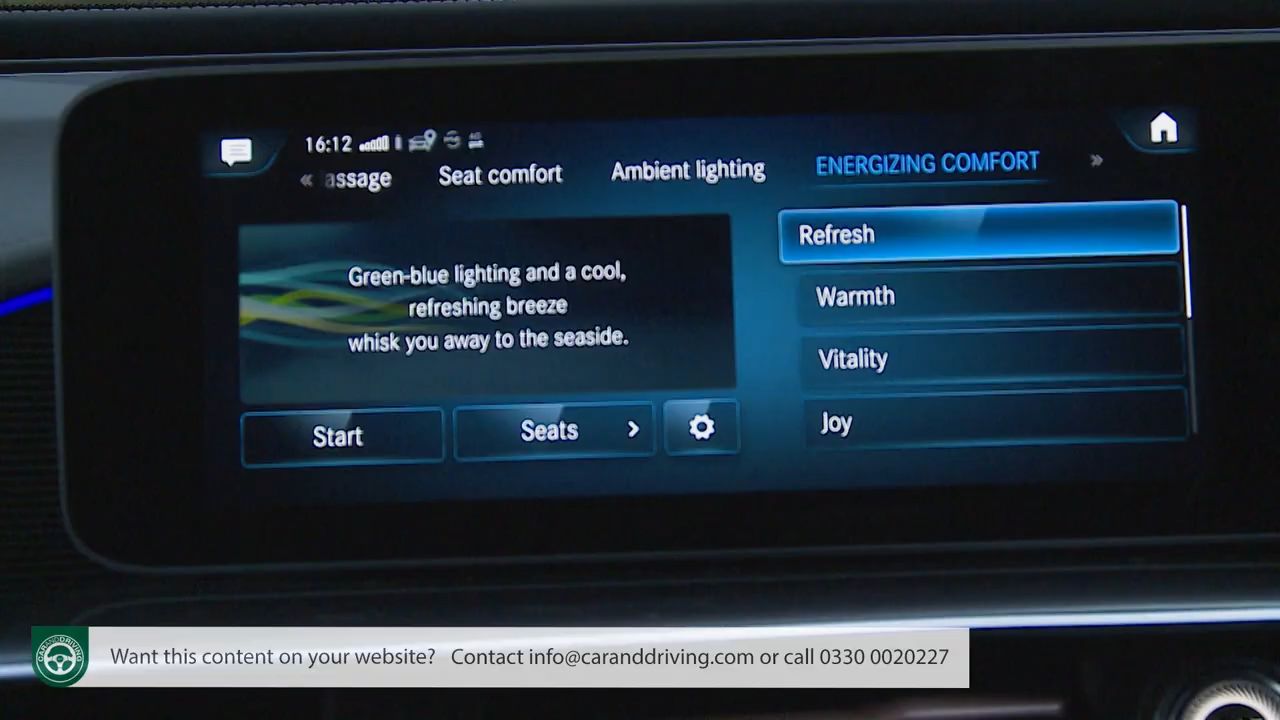 16:12
« assage Seat comfort Ambient lighting ENERGIZING COMFORT »
Green-blue lighting and a cool,
refreshing breeze
whisk you away to the seaside.
Refresh
Warmth
Vitality
Joy
Start Seats >
CARANDDRIVING
Want this content on your website? Contact info@caranddriving.com or call 0330 0020227